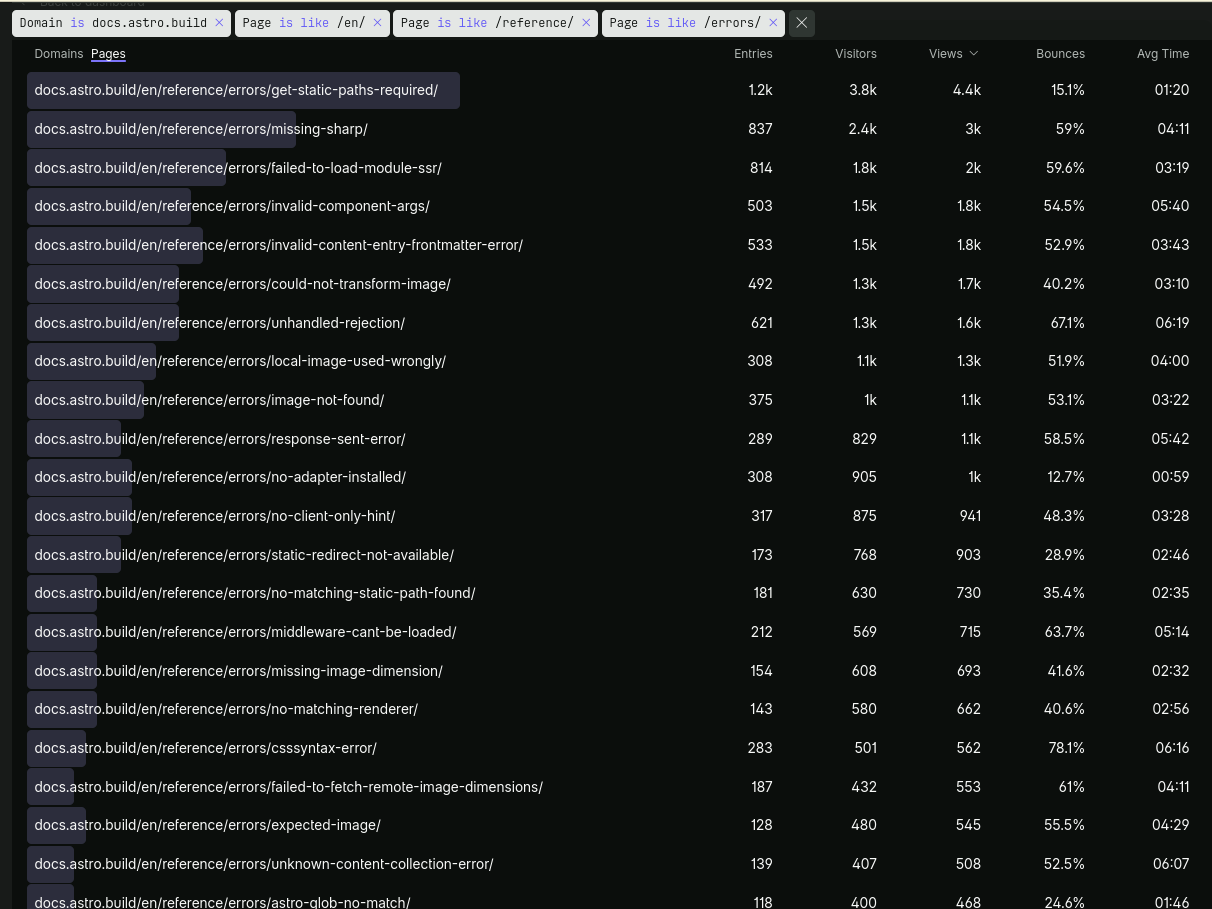 Back to dashboard
Domain is docs.astro.build × Page is like /en/ × Page is like /reference/ × Page is like /errors/ ×
Domains Pages Entries Visitors Views Bounces Avg Time
docs.astro.build/en/reference/errors/get-static-paths-required/ 1.2k 3.8k 4.4k 15.1% 01:20
docs.astro.build/en/reference/errors/missing-sharp/ 837 2.4k 3k 59% 04:11
docs.astro.build/en/reference/errors/failed-to-load-module-ssr/ 814 1.8k 2k 59.6% 03:19
docs.astro.build/en/reference/errors/invalid-component-args/ 503 1.5k 1.8k 54.5% 05:40
docs.astro.build/en/reference/errors/invalid-content-entry-frontmatter-error/ 533 1.5k 1.8k 52.9% 03:43
docs.astro.build/en/reference/errors/could-not-transform-image/ 492 1.3k 1.7k 40.2% 03:10
docs.astro.build/en/reference/errors/unhandled-rejection/ 621 1.3k 1.6k 67.1% 06:19
docs.astro.build/en/reference/errors/local-image-used-wrongly/ 308 1.1k 1.3k 51.9% 04:00
docs.astro.build/en/reference/errors/image-not-found/ 375 1k 1.1k 53.1% 03:22
docs.astro.build/en/reference/errors/response-sent-error/ 289 829 1.1k 58.5% 05:42
docs.astro.build/en/reference/errors/no-adapter-installed/ 308 905 1k 12.7% 00:59
docs.astro.build/en/reference/errors/no-client-only-hint/ 317 875 941 48.3% 03:28
docs.astro.build/en/reference/errors/static-redirect-not-available/ 173 768 903 28.9% 02:46
docs.astro.build/en/reference/errors/no-matching-static-path-found/ 181 630 730 35.4% 02:35
docs.astro.build/en/reference/errors/middleware-cant-be-loaded/ 212 569 715 63.7% 05:14
docs.astro.build/en/reference/errors/missing-image-dimension/ 154 608 693 41.6% 02:32
docs.astro.build/en/reference/errors/no-matching-renderer/ 143 580 662 40.6% 02:56
docs.astro.build/en/reference/errors/csssyntax-error/ 283 501 562 78.1% 06:16
docs.astro.build/en/reference/errors/failed-to-fetch-remote-image-dimensions/ 187 432 553 61% 04:11
docs.astro.build/en/reference/errors/expected-image/ 128 480 545 55.5% 04:29
docs.astro.build/en/reference/errors/unknown-content-collection-error/ 139 407 508 52.5% 06:07
docs.astro.build/en/reference/errors/astro-glob-no-match/ 118 400 468 24.6% 01:46